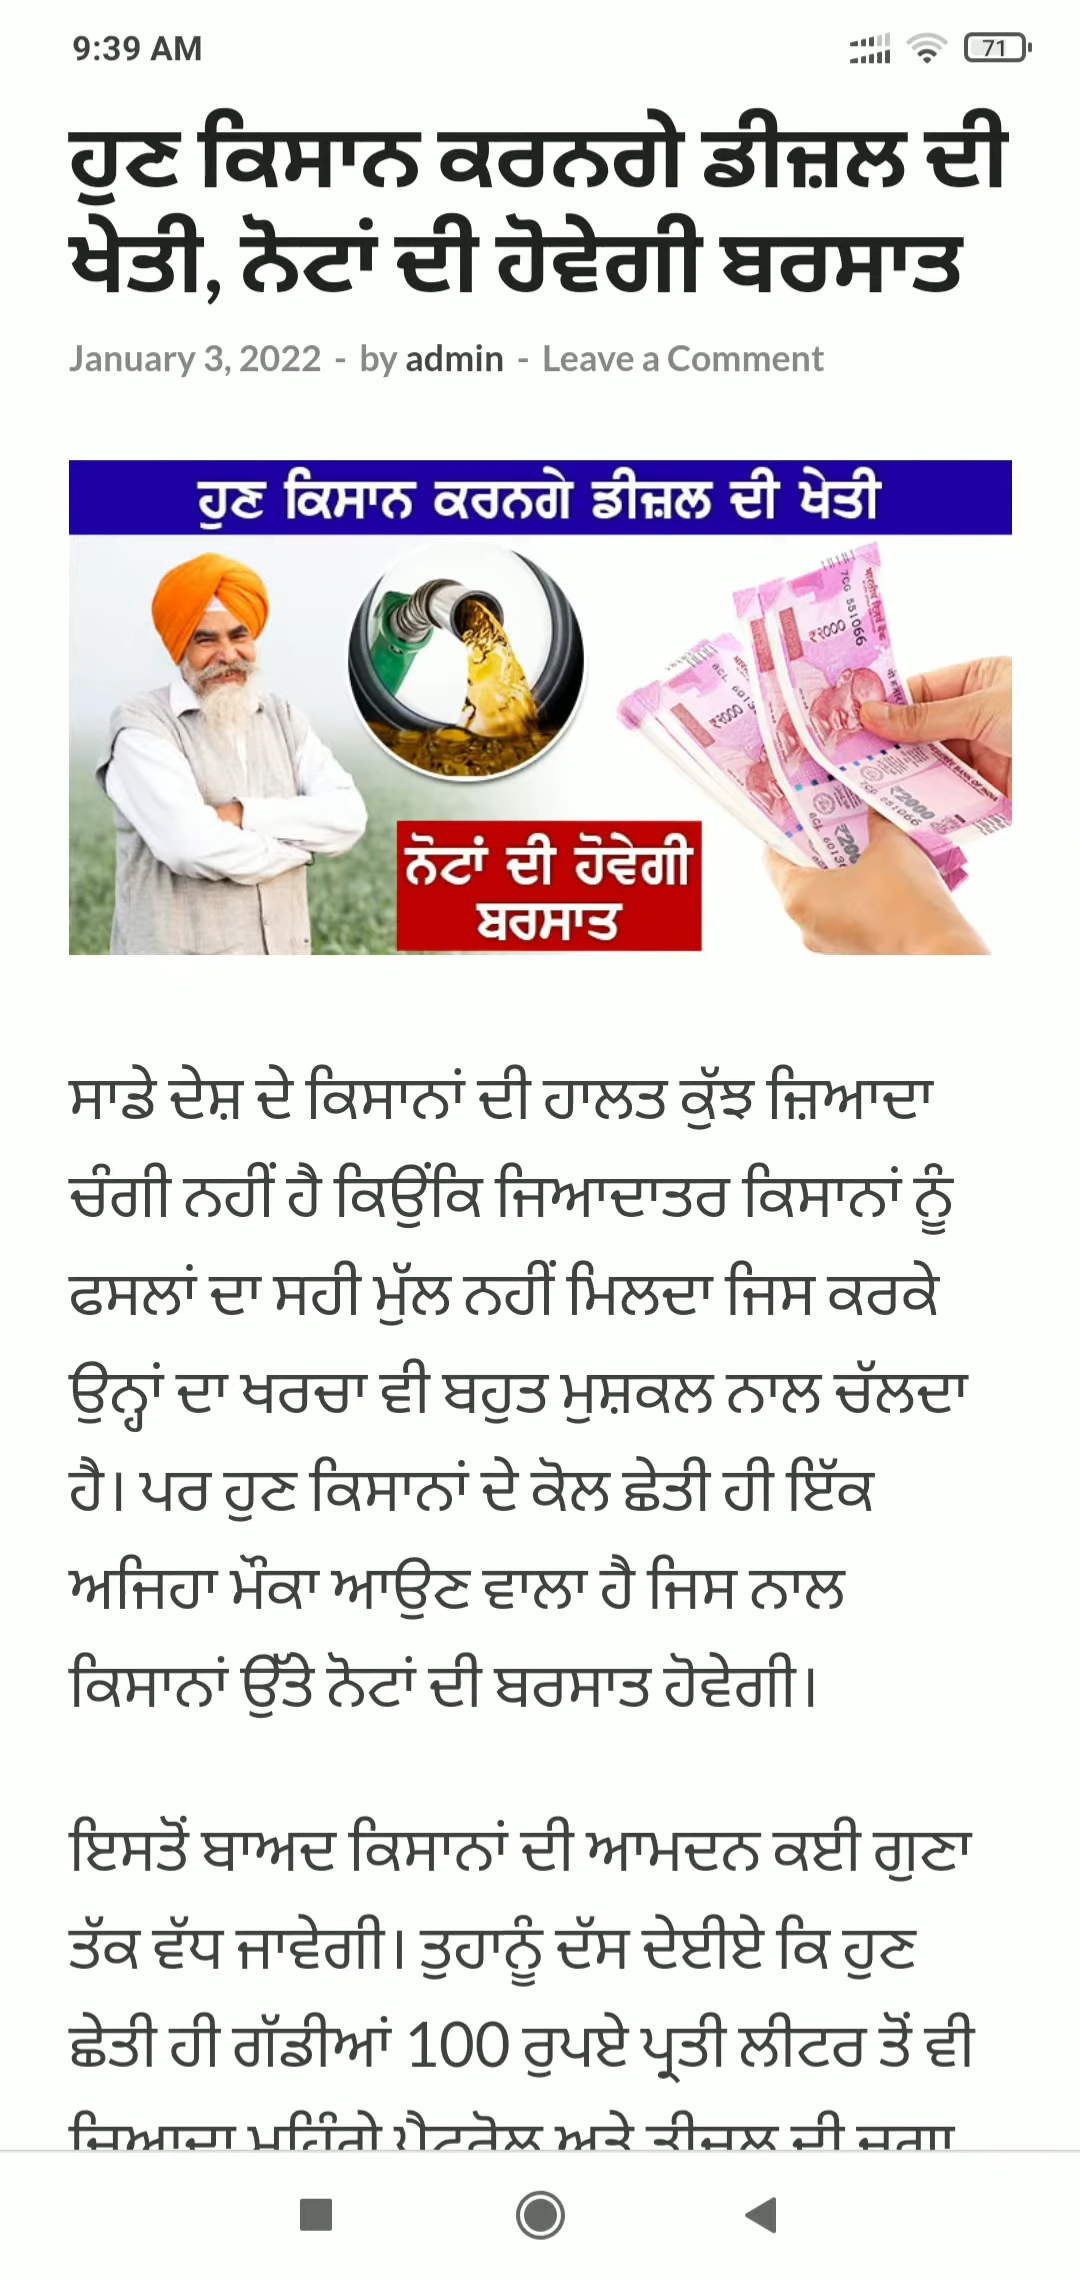 9:39 AM
71
ਹੁਣ ਕਿਸਾਨ ਕਰਨਗੇ ਡੀਜ਼ਲ ਦੀ
ਖੇਤੀ, ਨੋਟਾਂ ਦੀ ਹੋਵੇਗੀ ਬਰਸਾਤ
January 3, 2022 - by admin - Leave a Comment
ਹੁਣ ਕਿਸਾਨ ਕਰਨਗੇ ਡੀਜ਼ਲ ਦੀ ਖੇਤੀ
ਨੋਟਾਂ ਦੀ ਹੋਵੇਗੀ
ਬਰਸਾਤ
ਸਾਡੇ ਦੇਸ਼ ਦੇ ਕਿਸਾਨਾਂ ਦੀ ਹਾਲਤ ਕੁੱਝ ਜ਼ਿਆਦਾ
ਚੰਗੀ ਨਹੀਂ ਹੈ ਕਿਉਂਕਿ ਜਿਆਦਾਤਰ ਕਿਸਾਨਾਂ ਨੂੰ
ਫਸਲਾਂ ਦਾ ਸਹੀ ਮੁੱਲ ਨਹੀਂ ਮਿਲਦਾ ਜਿਸ ਕਰਕੇ
ਉਨ੍ਹਾਂ ਦਾ ਖਰਚਾ ਵੀ ਬਹੁਤ ਮੁਸ਼ਕਲ ਨਾਲ ਚੱਲਦਾ
ਹੈ। ਪਰ ਹੁਣ ਕਿਸਾਨਾਂ ਦੇ ਕੋਲ ਛੇਤੀ ਹੀ ਇੱਕ
ਅਜਿਹਾ ਮੌਕਾ ਆਉਣ ਵਾਲਾ ਹੈ ਜਿਸ ਨਾਲ
ਕਿਸਾਨਾਂ ਉੱਤੇ ਨੋਟਾਂ ਦੀ ਬਰਸਾਤ ਹੋਵੇਗੀ।
ਇਸਤੋਂ ਬਾਅਦ ਕਿਸਾਨਾਂ ਦੀ ਆਮਦਨ ਕਈ ਗੁਣਾ
ਤੱਕ ਵੱਧ ਜਾਵੇਗੀ। ਤੁਹਾਨੂੰ ਦੱਸ ਦੇਈਏ ਕਿ ਹੁਣ
ਛੇਤੀ ਹੀ ਗੱਡੀਆਂ 100 ਰੁਪਏ ਪ੍ਰਤੀ ਲੀਟਰ ਤੋਂ ਵੀ